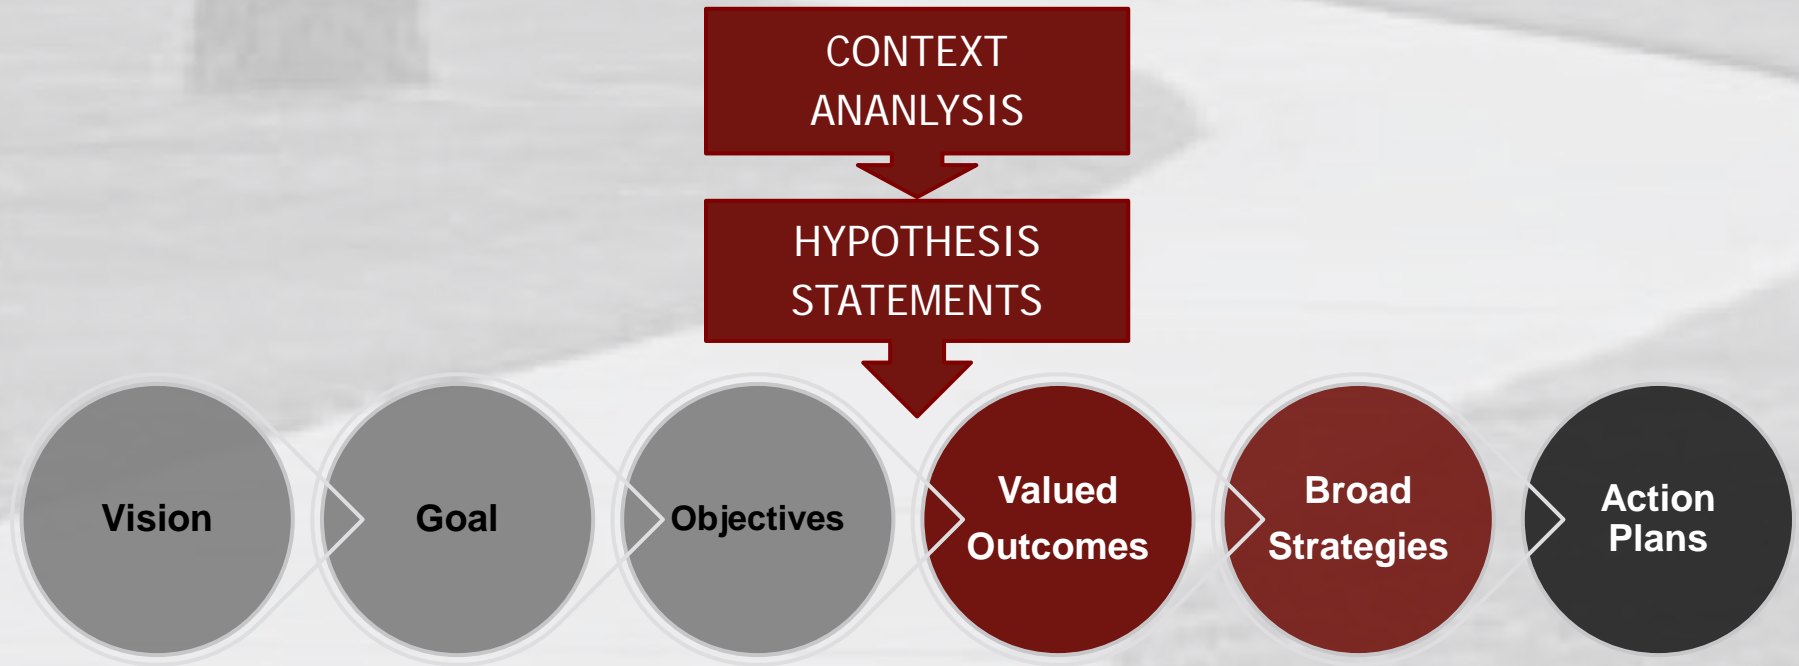 CONTEXT
ANANLYSIS
HYPOTHESIS
STATEMENTS
Vision
Goal
Objectives
Valued
Outcomes
Broad
Strategies
Action
Plans